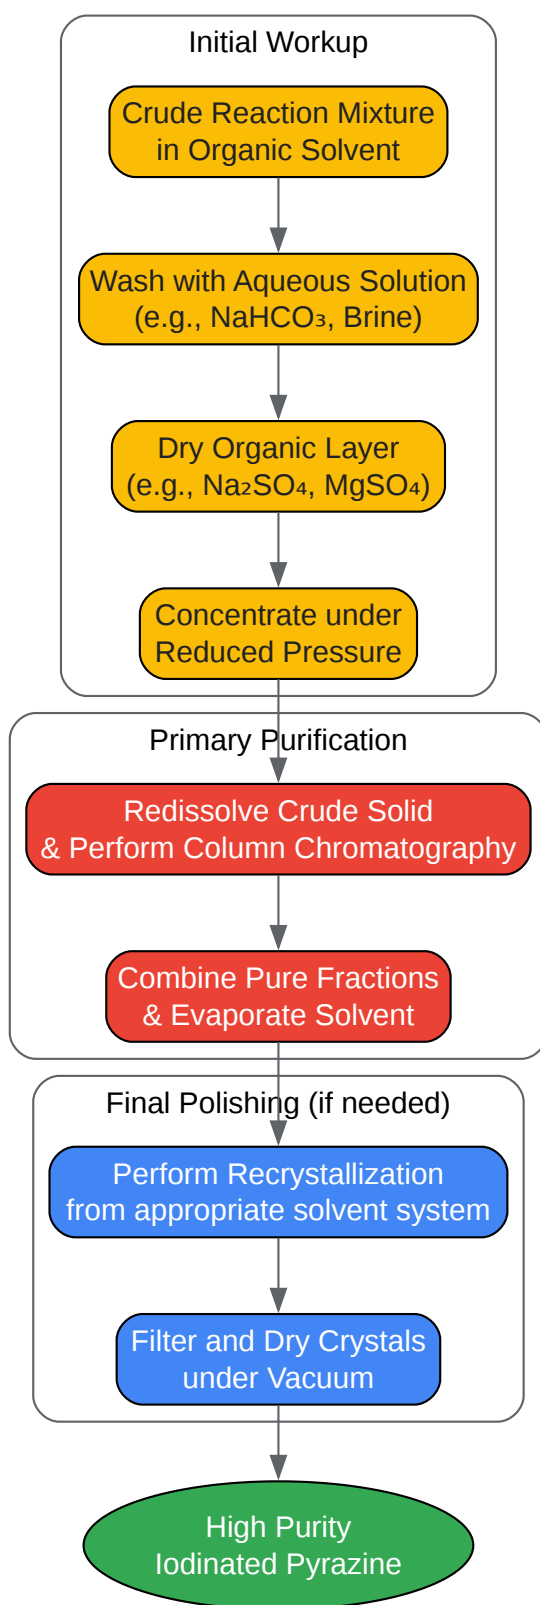 Initial Workup
Crude Reaction Mixture
in Organic Solvent
Wash with Aqueous Solution
(e.g., NaHCO₃, Brine)
Dry Organic Layer
(e.g., Na₂SO₄, MgSO₄)
Concentrate under
Reduced Pressure
Primary Purification
Redissolve Crude Solid
& Perform Column Chromatography
Combine Pure Fractions
& Evaporate Solvent
Final Polishing (if needed)
Perform Recrystallization
from appropriate solvent system
Filter and Dry Crystals
under Vacuum
High Purity
Iodinated Pyrazine